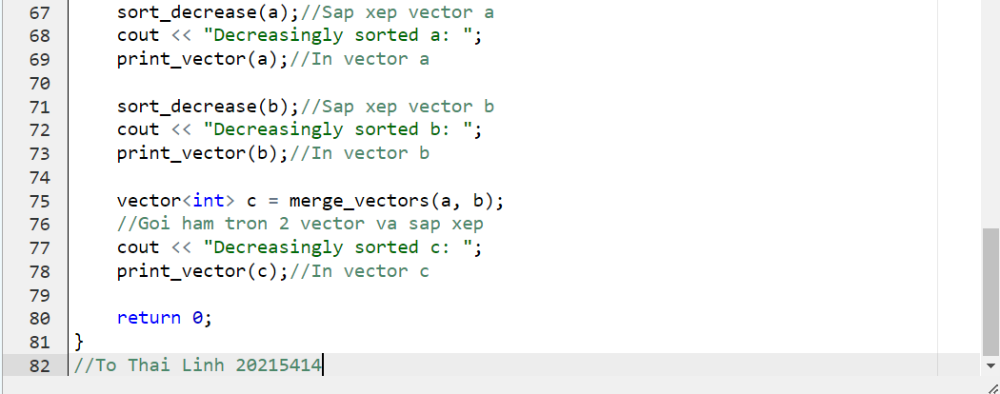 67 sort_decrease(a);//Sap xep vector a
68 cout << "Decreasingly sorted a: ";
69 print_vector(a);//In vector a
70
71 sort_decrease(b);//Sap xep vector b
72 cout << "Decreasingly sorted b: ";
73 print_vector(b);//In vector b
74
75 vector<int> c = merge_vectors(a, b);
76 //Goi ham tron 2 vector va sap xep
77 cout << "Decreasingly sorted c: ";
78 print_vector(c);//In vector c
79
80 return 0;
81 }
82 //To Thai Linh 20215414